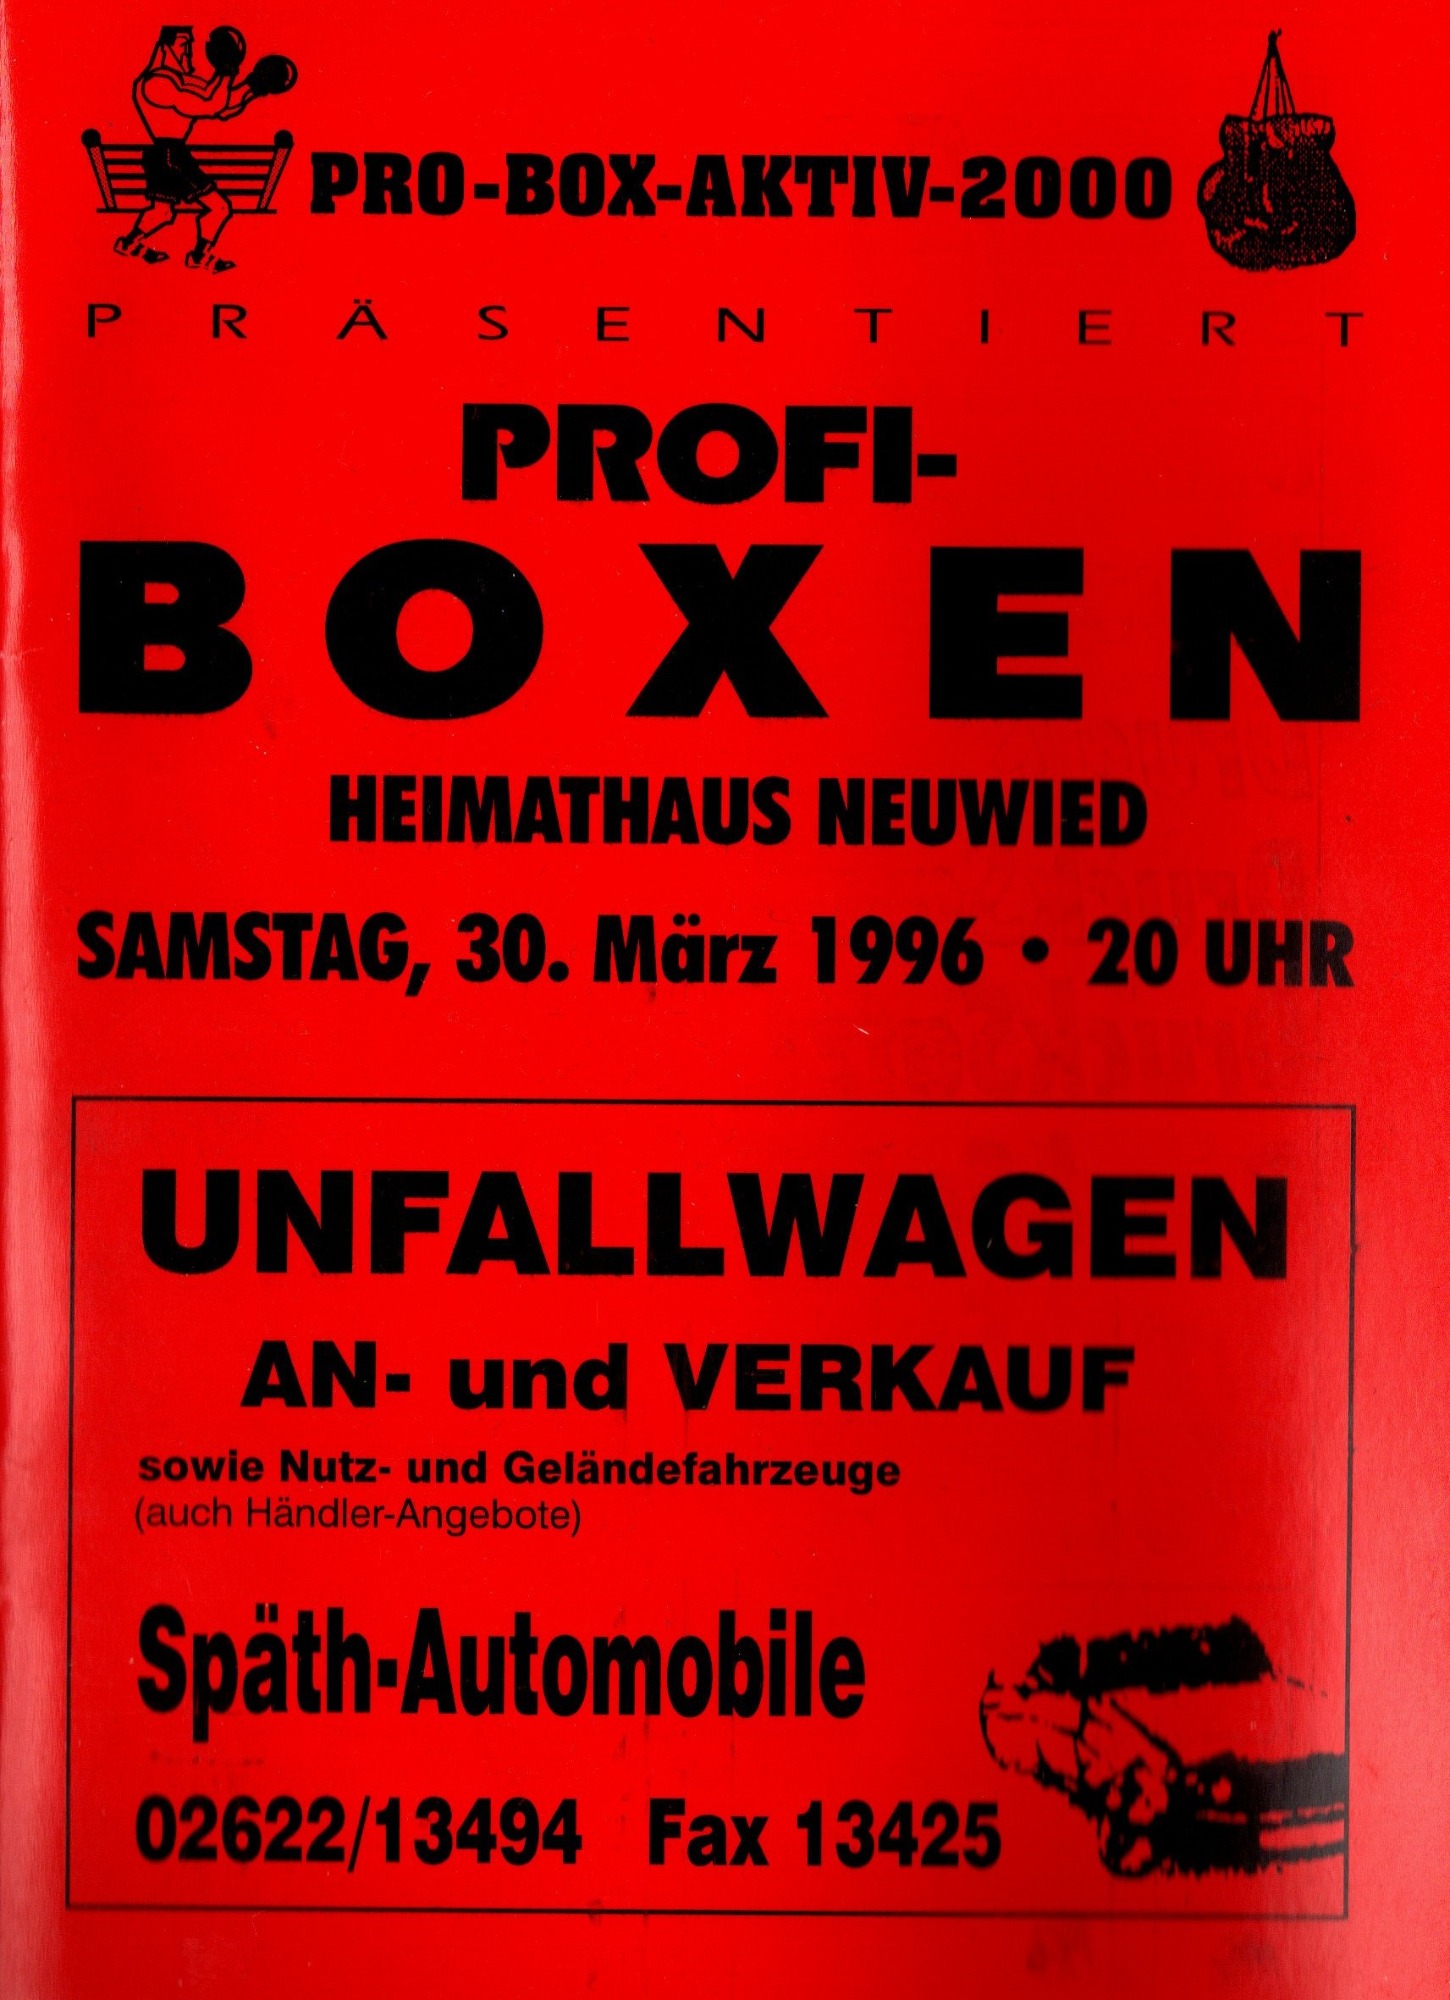 PRO-BOX-AKTIV-2000
PRÄSENTIERT
PROFI-
BOXEN
HEIMATHAUS NEUWIED
SAMSTAG, 30. März 1996 • 20 UHR
UNFALLWAGEN
AN- und VERKAUF
sowie Nutz- und Geländefahrzeuge
(auch Händler-Angebote)
Späth-Automobile
02622/13494 Fax 13425